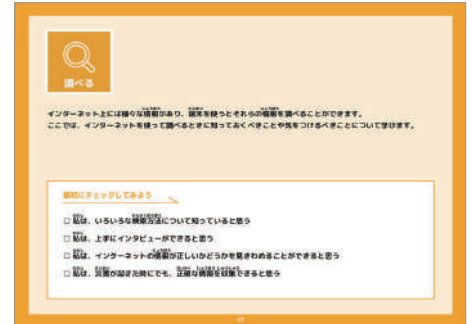 調べる
インターネット上には様々な情報があり、端末を使うとそれらの情報を調べることができます。
ここでは、インターネットを使って調べるときに知っておくべきことや気をつけるべきことについて学びます。
最初にチェックしてみよう
□ 私は、いろいろな検索方法について知っていると思う
□ 私は、上手にインタビューができると思う
□ 私は、インターネットの情報が正しいかどうかを見きわめることができると思う
□ 私は、災害が起きた時にでも、正確な情報を収集できると思う